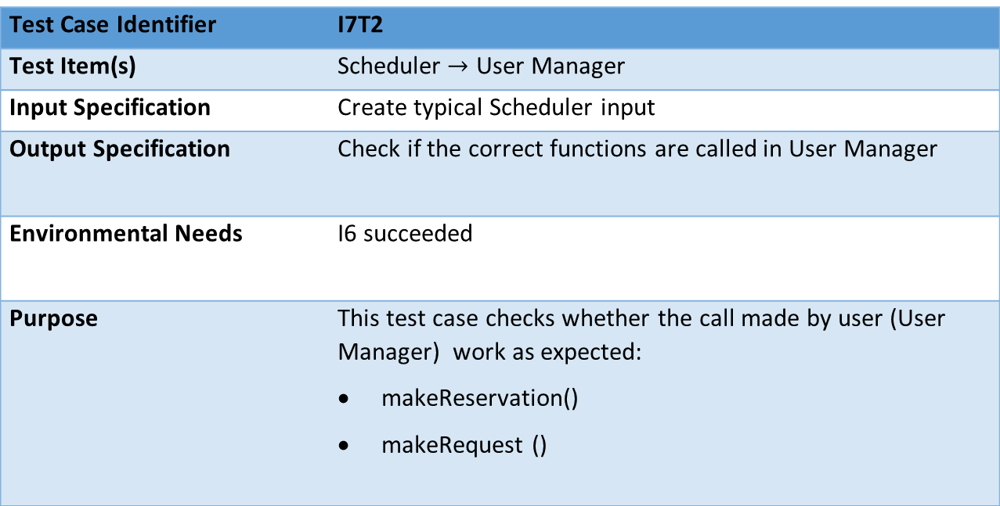 Test Case Identifier I7T2
Test Item(s) Scheduler → User Manager
Input Specification Create typical Scheduler input
Output Specification Check if the correct functions are called in User Manager
Environmental Needs I6 succeeded
Purpose This test case checks whether the call made by user (User
Manager)  work as expected:
• makeReservation()
• makeRequest ()